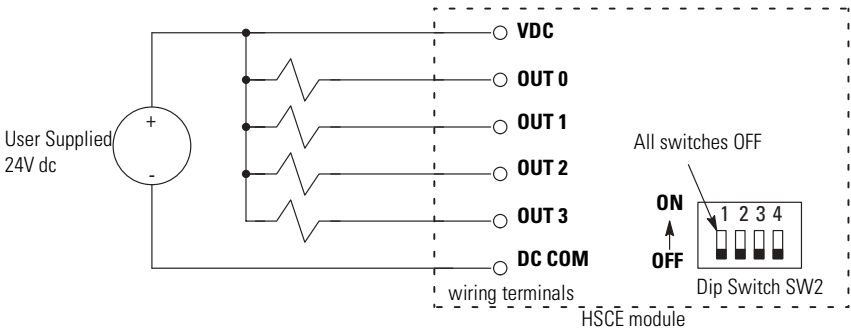 VDC
OUT 0
OUT 1
OUT 2
OUT 3
DC COM
wiring terminals
+
-
User Supplied
24V dc
All switches OFF
ON
OFF
1 2 3 4
Dip Switch SW2
HSCE module